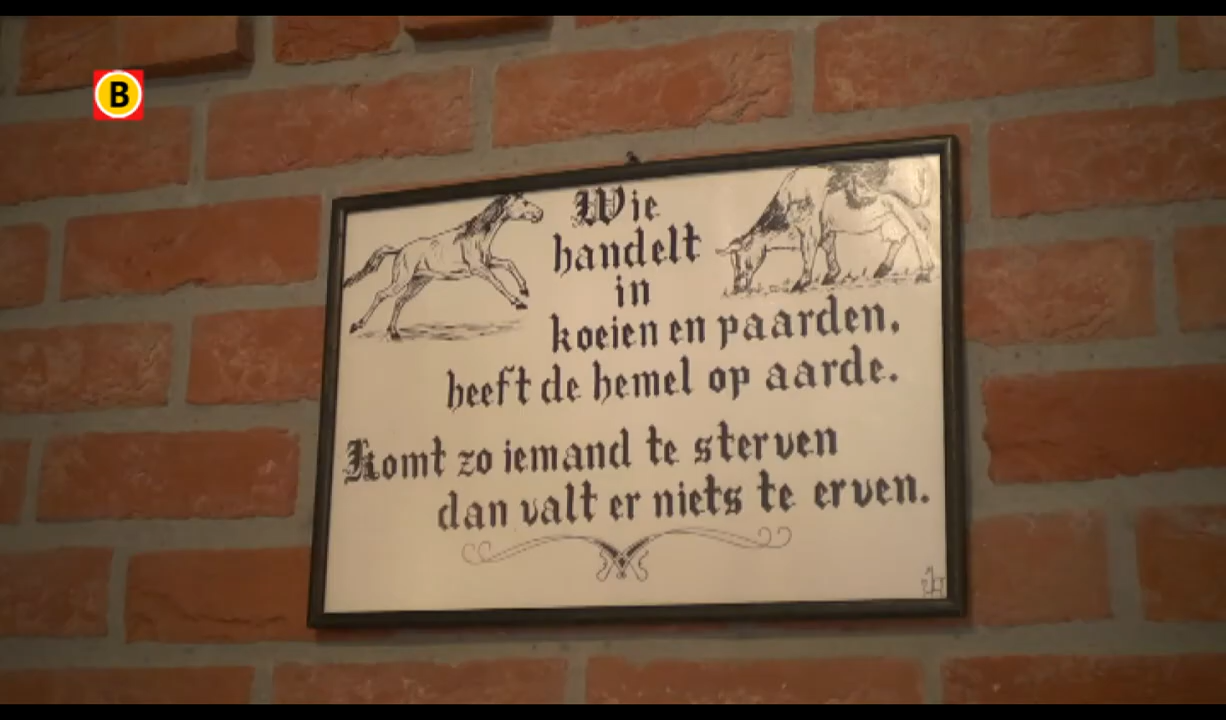 B
Wie
handelt
in
koeien en paarden,
heeft de hemel op aarde.
Komt zo iemand te sterven
dan valt er niets te erven.